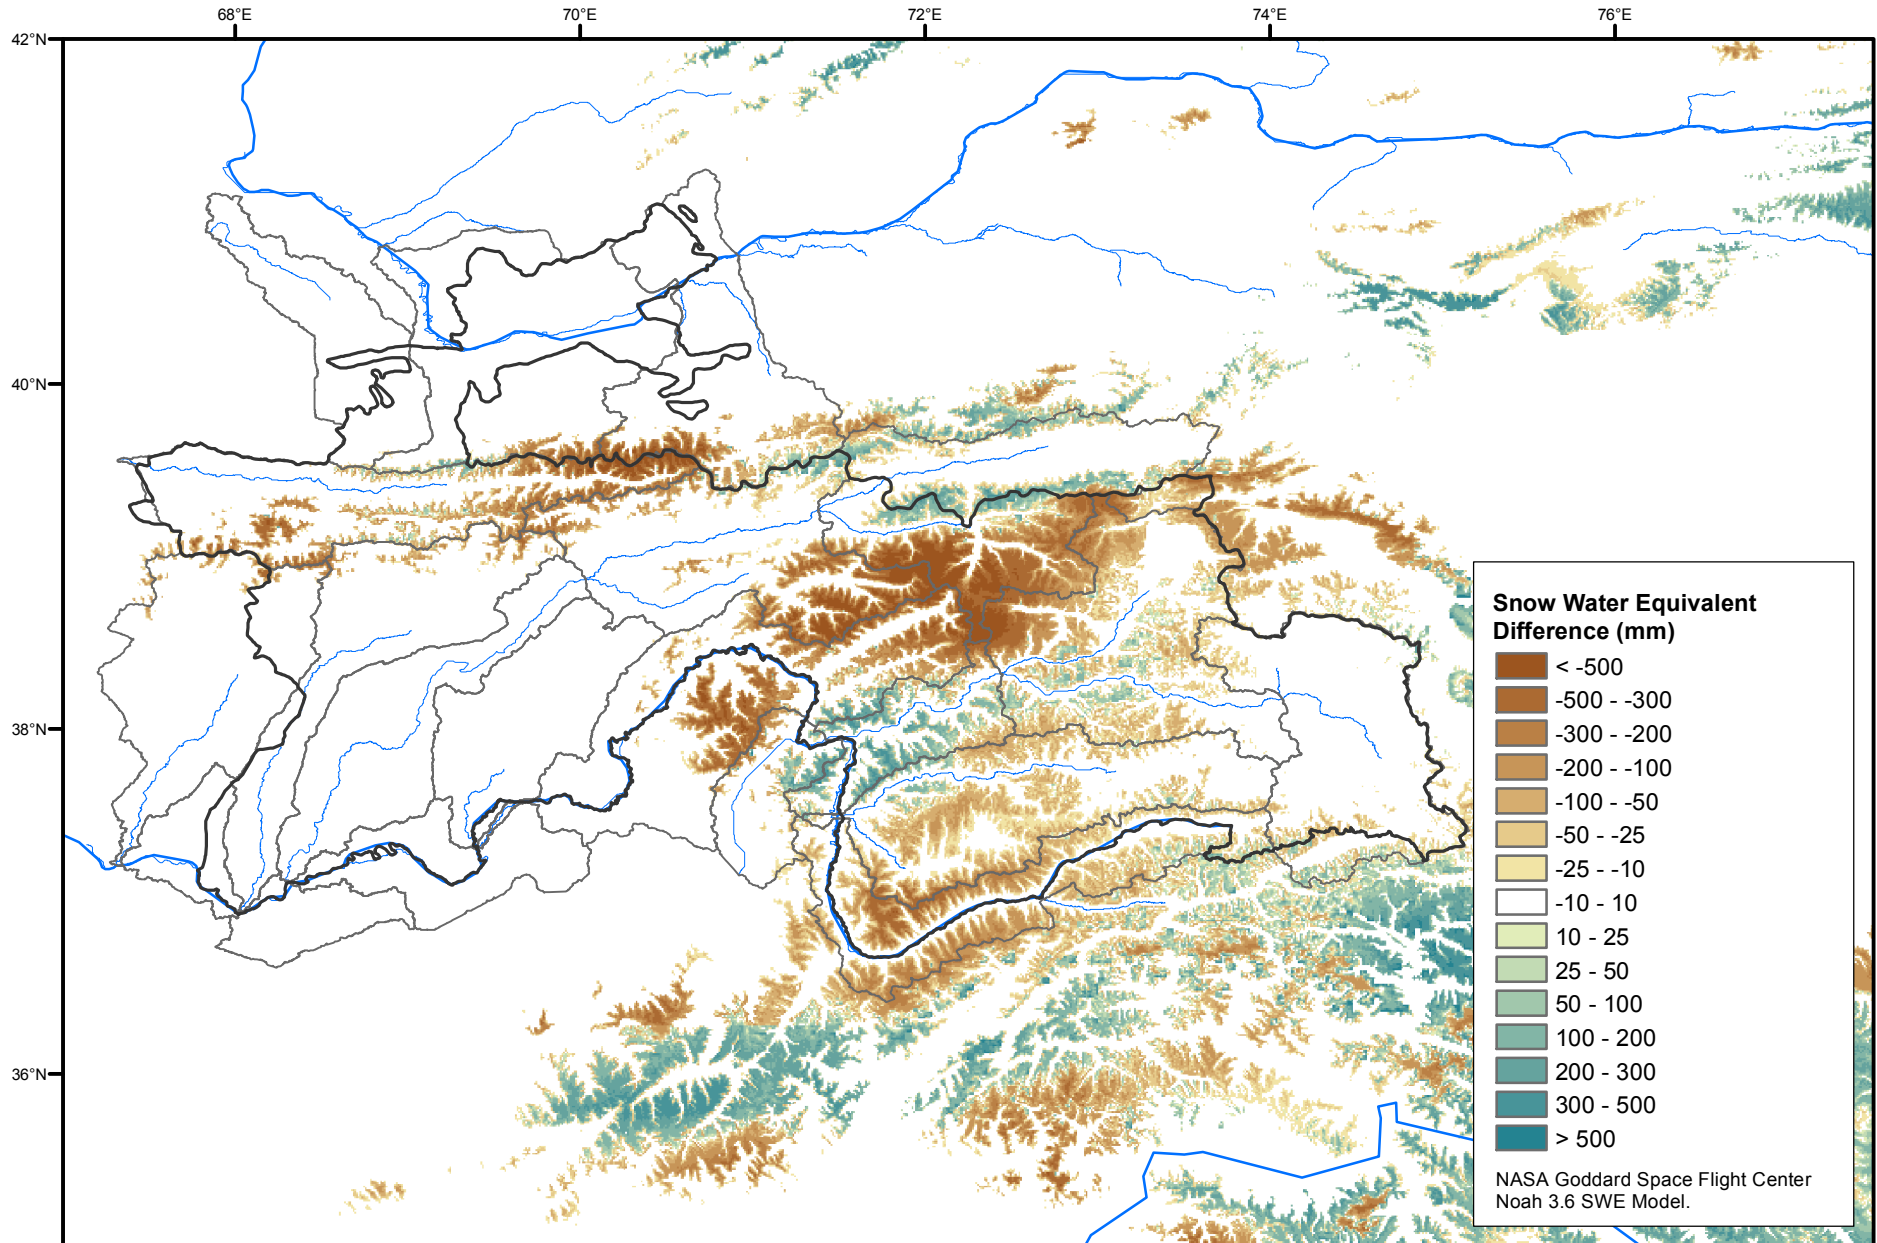 68°E 70°E 72°E 74°E 76°E
42°N
40°N
38°N
36°N
Snow Water Equivalent
Difference (mm)
< -500
-500 - -300
-300 - -200
-200 - -100
-100 - -50
-50 - -25
-25 - -10
-10 - 10
10 - 25
25 - 50
50 - 100
100 - 200
200 - 300
300 - 500
> 500
NASA Goddard Space Flight Center
Noah 3.6 SWE Model.